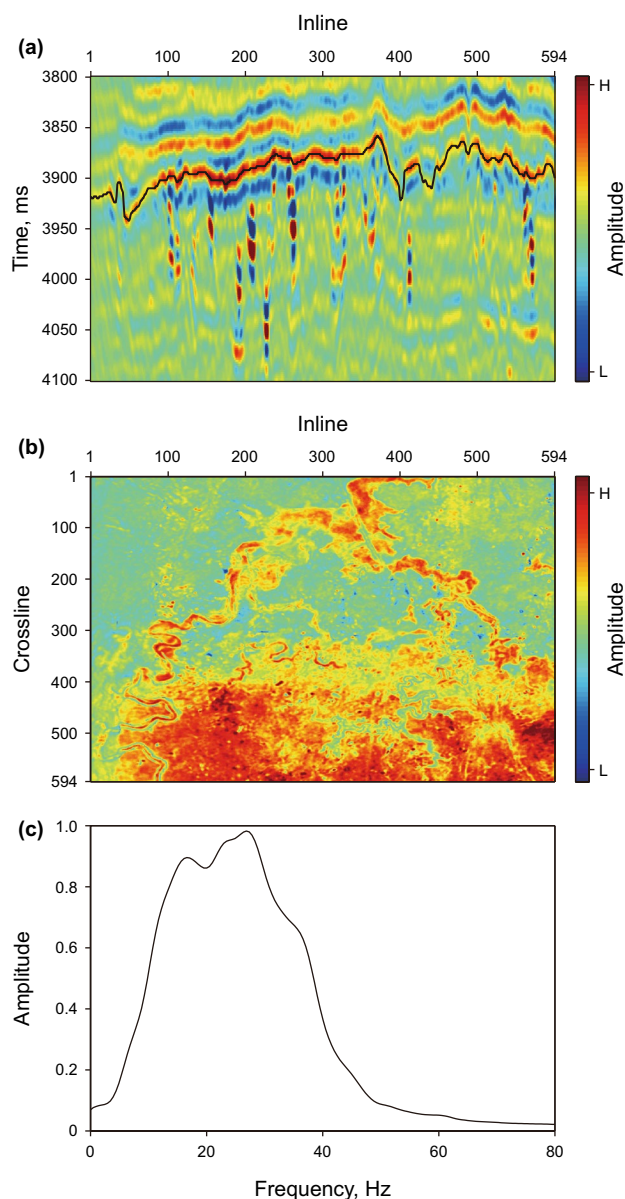 Inline
(a)
1 100 200 300 400 500 594
3800
3850
3900
3950
4000
4050
4100
Time, ms
H
L
Amplitude
Inline
(b)
1 100 200 300 400 500 594
1
100
200
300
400
500
594
Crossline
H
L
Amplitude
(c)
1.0
0.8
0.6
0.4
0.2
0
Amplitude
0 20 40 60 80
Frequency, Hz